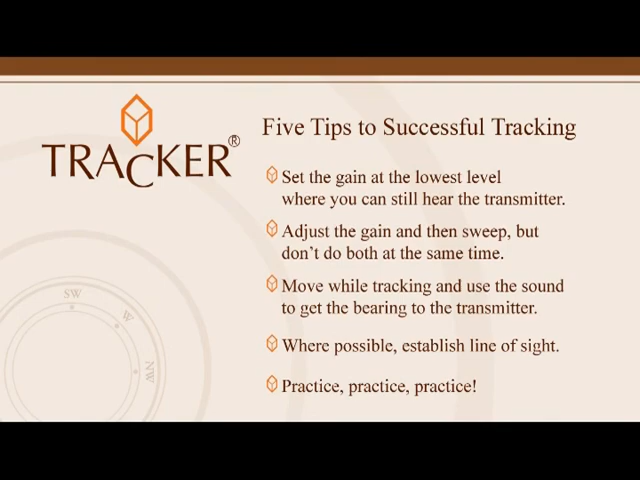 TRACKER®
Five Tips to Successful Tracking
Set the gain at the lowest level
where you can still hear the transmitter.
Adjust the gain and then sweep, but
don't do both at the same time.
Move while tracking and use the sound
to get the bearing to the transmitter.
Where possible, establish line of sight.
Practice, practice, practice!
SW
W
NW